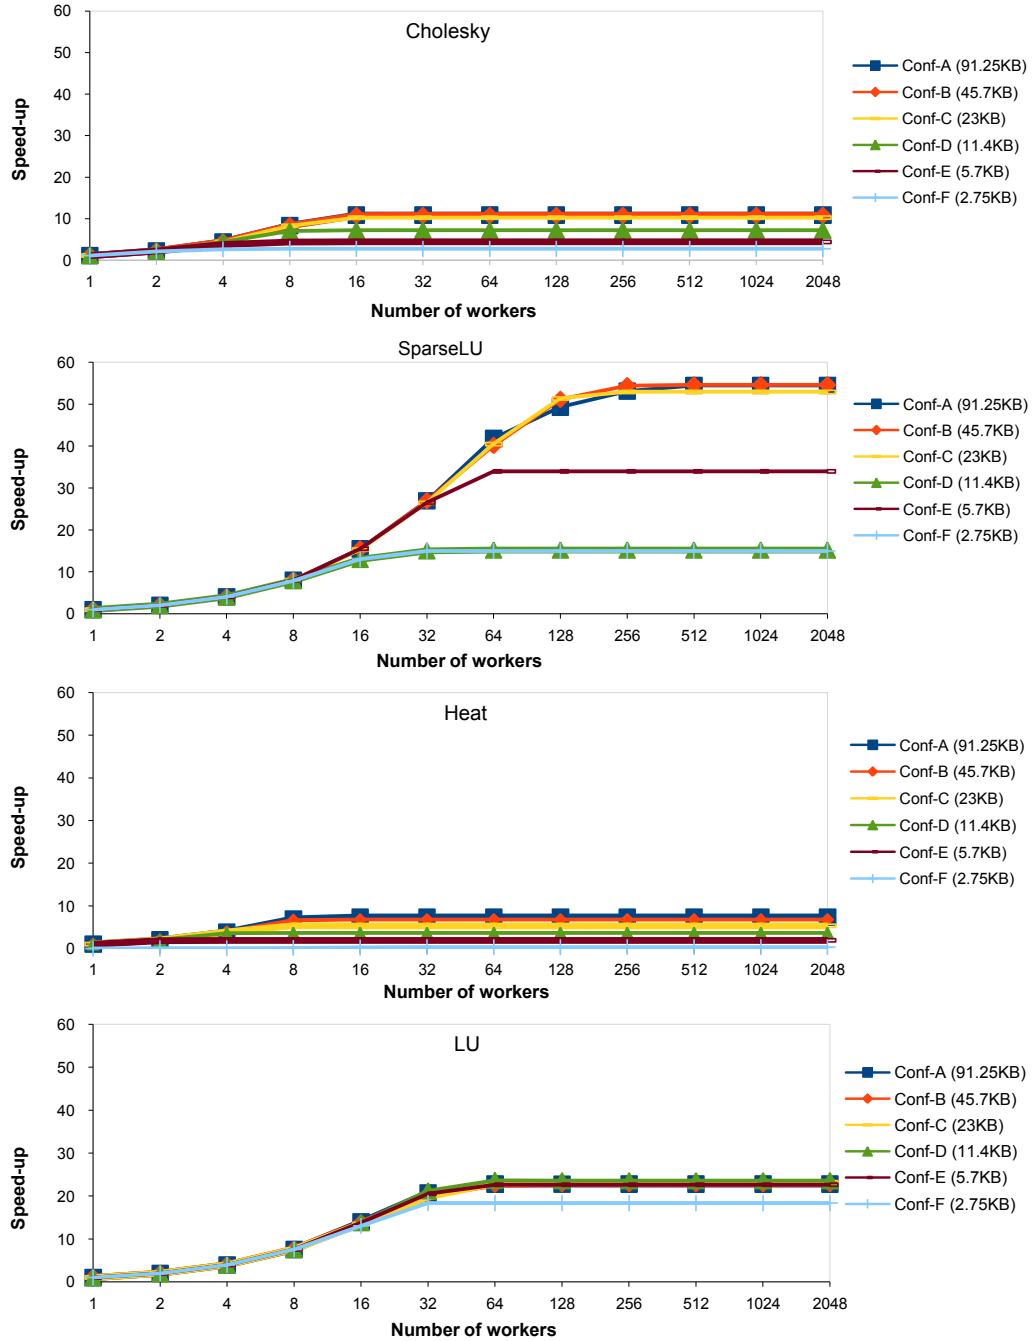 Cholesky
60
50
40
30
20
10
0
Speed-up
1 2 4 8 16 32 64 128 256 512 1024 2048
Number of workers
Conf-A (91.25KB)
Conf-B (45.7KB)
Conf-C (23KB)
Conf-D (11.4KB)
Conf-E (5.7KB)
Conf-F (2.75KB)
SparseLU
60
50
40
30
20
10
0
Speed-up
1 2 4 8 16 32 64 128 256 512 1024 2048
Number of workers
Conf-A (91.25KB)
Conf-B (45.7KB)
Conf-C (23KB)
Conf-D (11.4KB)
Conf-E (5.7KB)
Conf-F (2.75KB)
Heat
60
50
40
30
20
10
0
Speed-up
1 2 4 8 16 32 64 128 256 512 1024 2048
Number of workers
Conf-A (91.25KB)
Conf-B (45.7KB)
Conf-C (23KB)
Conf-D (11.4KB)
Conf-E (5.7KB)
Conf-F (2.75KB)
LU
60
50
40
30
20
10
0
Speed-up
1 2 4 8 16 32 64 128 256 512 1024 2048
Number of workers
Conf-A (91.25KB)
Conf-B (45.7KB)
Conf-C (23KB)
Conf-D (11.4KB)
Conf-E (5.7KB)
Conf-F (2.75KB)